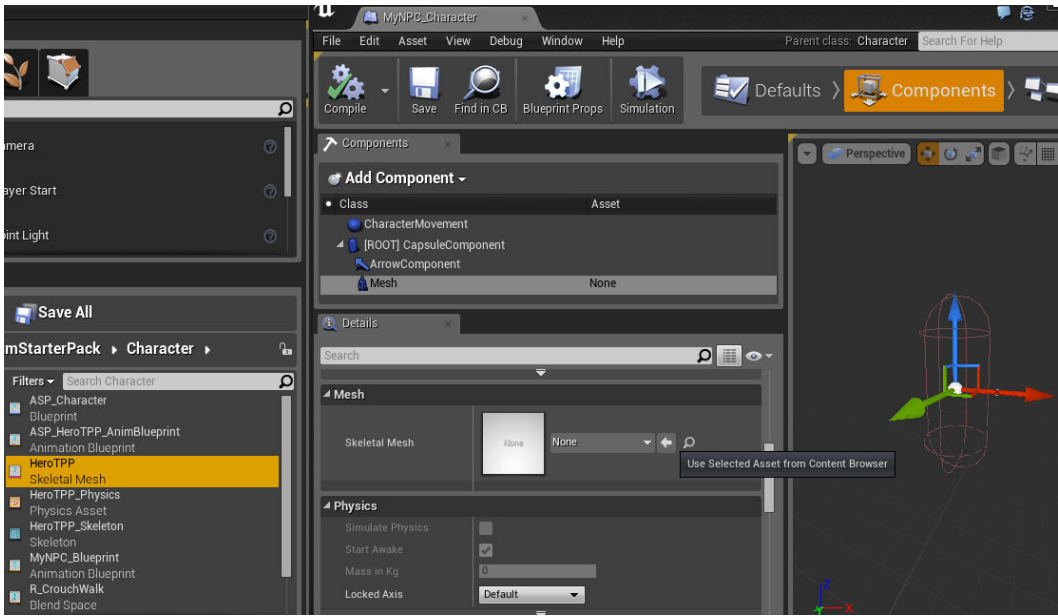 MyNPC_Character
File Edit Asset View Debug Window Help
Parent class: Character
Search For Help
Compile
Save
Find in CB
Blueprint Props
Simulation
Defaults
Components
Components
Add Component
Class Asset
CharacterMovement
[ROOT] CapsuleComponent
ArrowComponent
Mesh None
Details
Search
Mesh
Skeletal Mesh
None
None
Use Selected Asset from Content Browser
Physics
Simulate Physics
Start Awake
Mass in Kg
0
Locked Axis
Default
Perspective
Z
Y
X
amera
ayer Start
oint Light
Save All
mStarterPack Character
Filters
Search Character
ASP_Character
Blueprint
ASP_HeroTPP_AnimBlueprint
Animation Blueprint
HeroTPP
Skeletal Mesh
HeroTPP_Physics
Physics Asset
HeroTPP_Skeleton
Skeleton
MyNPC_Blueprint
Animation Blueprint
R_CrouchWalk
Blend Space